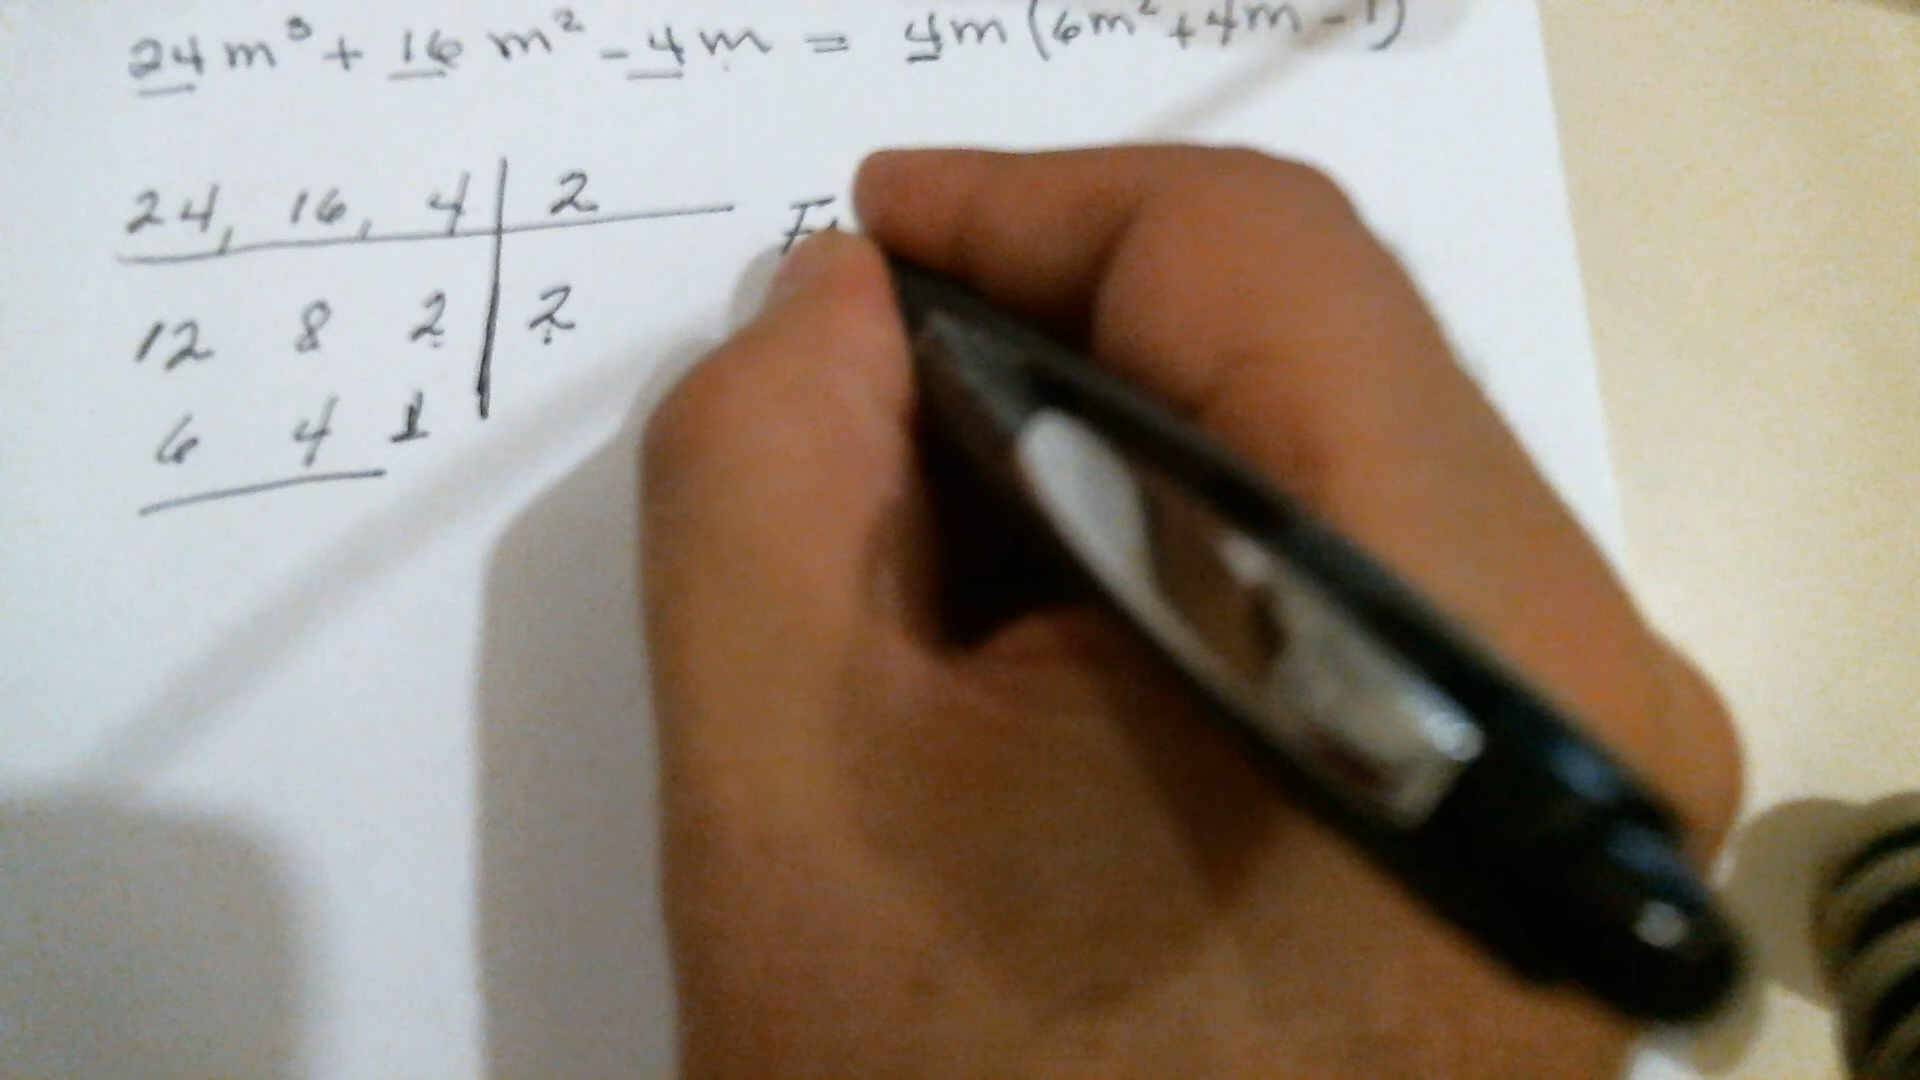 24m³ + 16m² - 4m = 4m(6m² + 4m - 1)
24, 16, 4 | 2
12 8 2 | 2
6 4 1